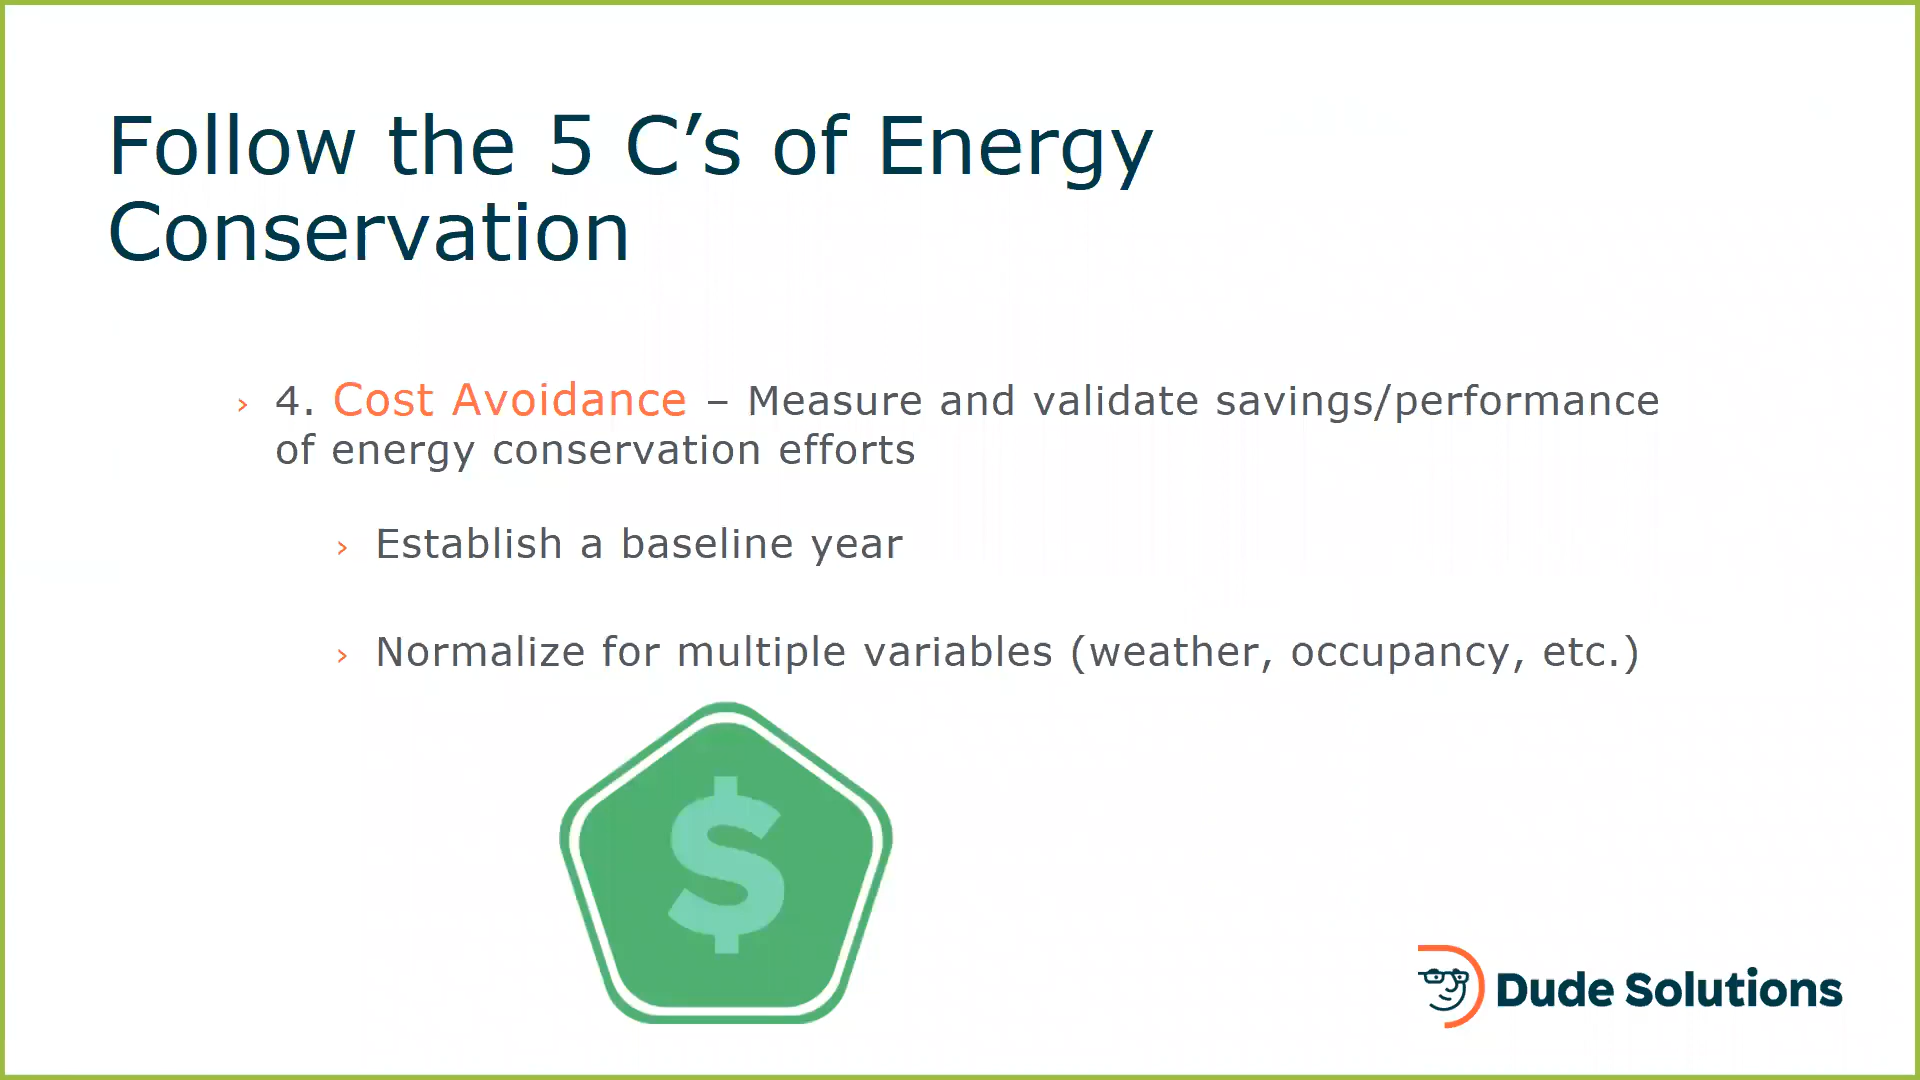 Follow the 5 C’s of Energy
Conservation
› 4. Cost Avoidance – Measure and validate savings/performance
of energy conservation efforts
› Establish a baseline year
› Normalize for multiple variables (weather, occupancy, etc.)
$
Dude Solutions